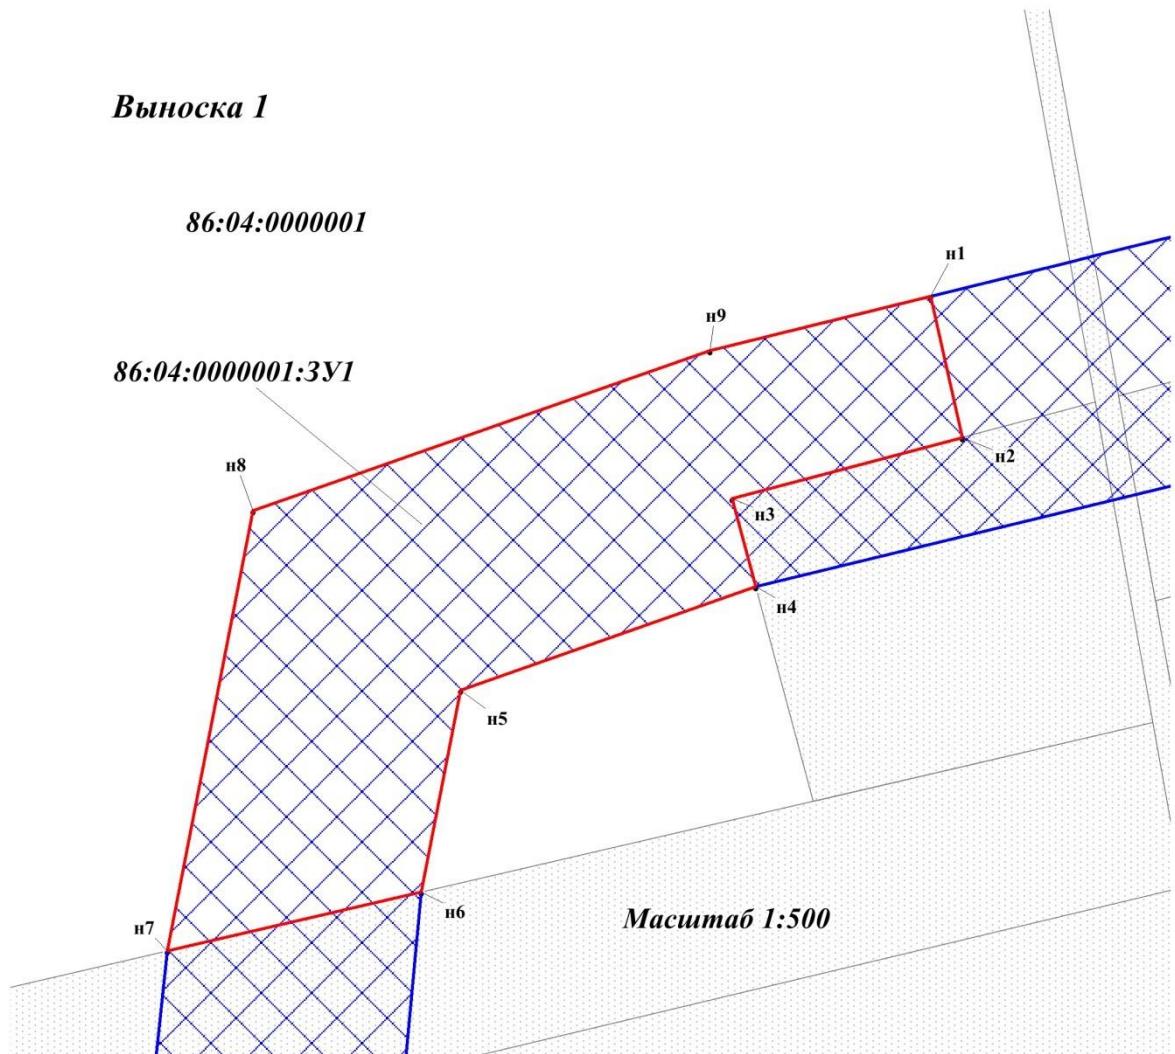 Выноска 1
86:04:0000001
н1
н9
86:04:0000001:ЗУ1
н2
н8
н3
н4
н5
н6
Масштаб 1:500
н7